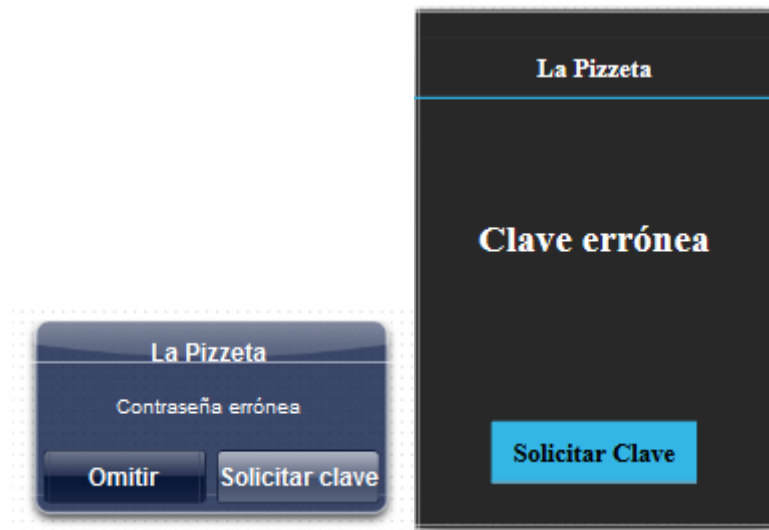 La Pizzeta
Contraseña errónea
Omitir
Solicitar clave
La Pizzeta
Clave errónea
Solicitar Clave